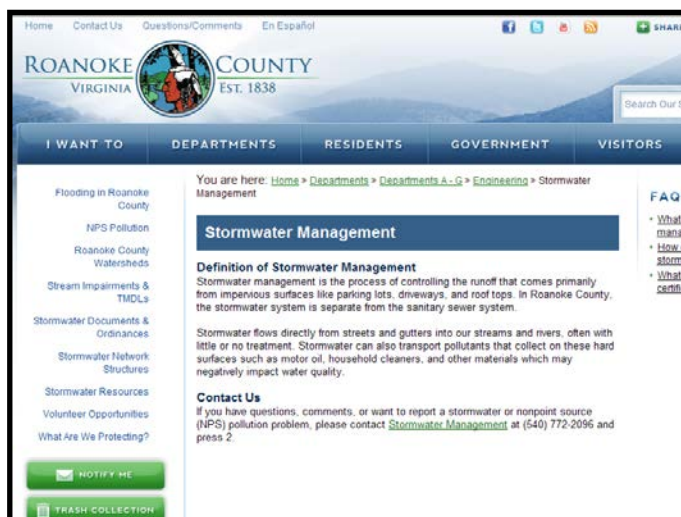 Home Contact Us Questions/Comments En Español
SHAR
ROANOKE COUNTY
VIRGINIA EST. 1838
Search Our S
I WANT TO DEPARTMENTS RESIDENTS GOVERNMENT VISITORS
You are here: Home » Departments » Departments A - G » Engineering » Stormwater
Management
Flooding in Roanoke
County
NPS Pollution
Roanoke County
Watersheds
Stream Impairments &
TMDLs
Stormwater Documents &
Ordinances
Stormwater Network
Structures
Stormwater Resources
Volunteer Opportunities
What Are We Protecting?
NOTIFY ME
TRASH COLLECTION
Stormwater Management
Definition of Stormwater Management
Stormwater management is the process of controlling the runoff that comes primarily
from impervious surfaces like parking lots, driveways, and roof tops. In Roanoke County,
the stormwater system is separate from the sanitary sewer system.
Stormwater flows directly from streets and gutters into our streams and rivers, often with
little or no treatment. Stormwater can also transport pollutants that collect on these hard
surfaces such as motor oil, household cleaners, and other materials which may
negatively impact water quality.
Contact Us
If you have questions, comments, or want to report a stormwater or nonpoint source
(NPS) pollution problem, please contact Stormwater Management at (540) 772-2096 and
press 2.
FAQ
What
mana
How
storm
What
certifi